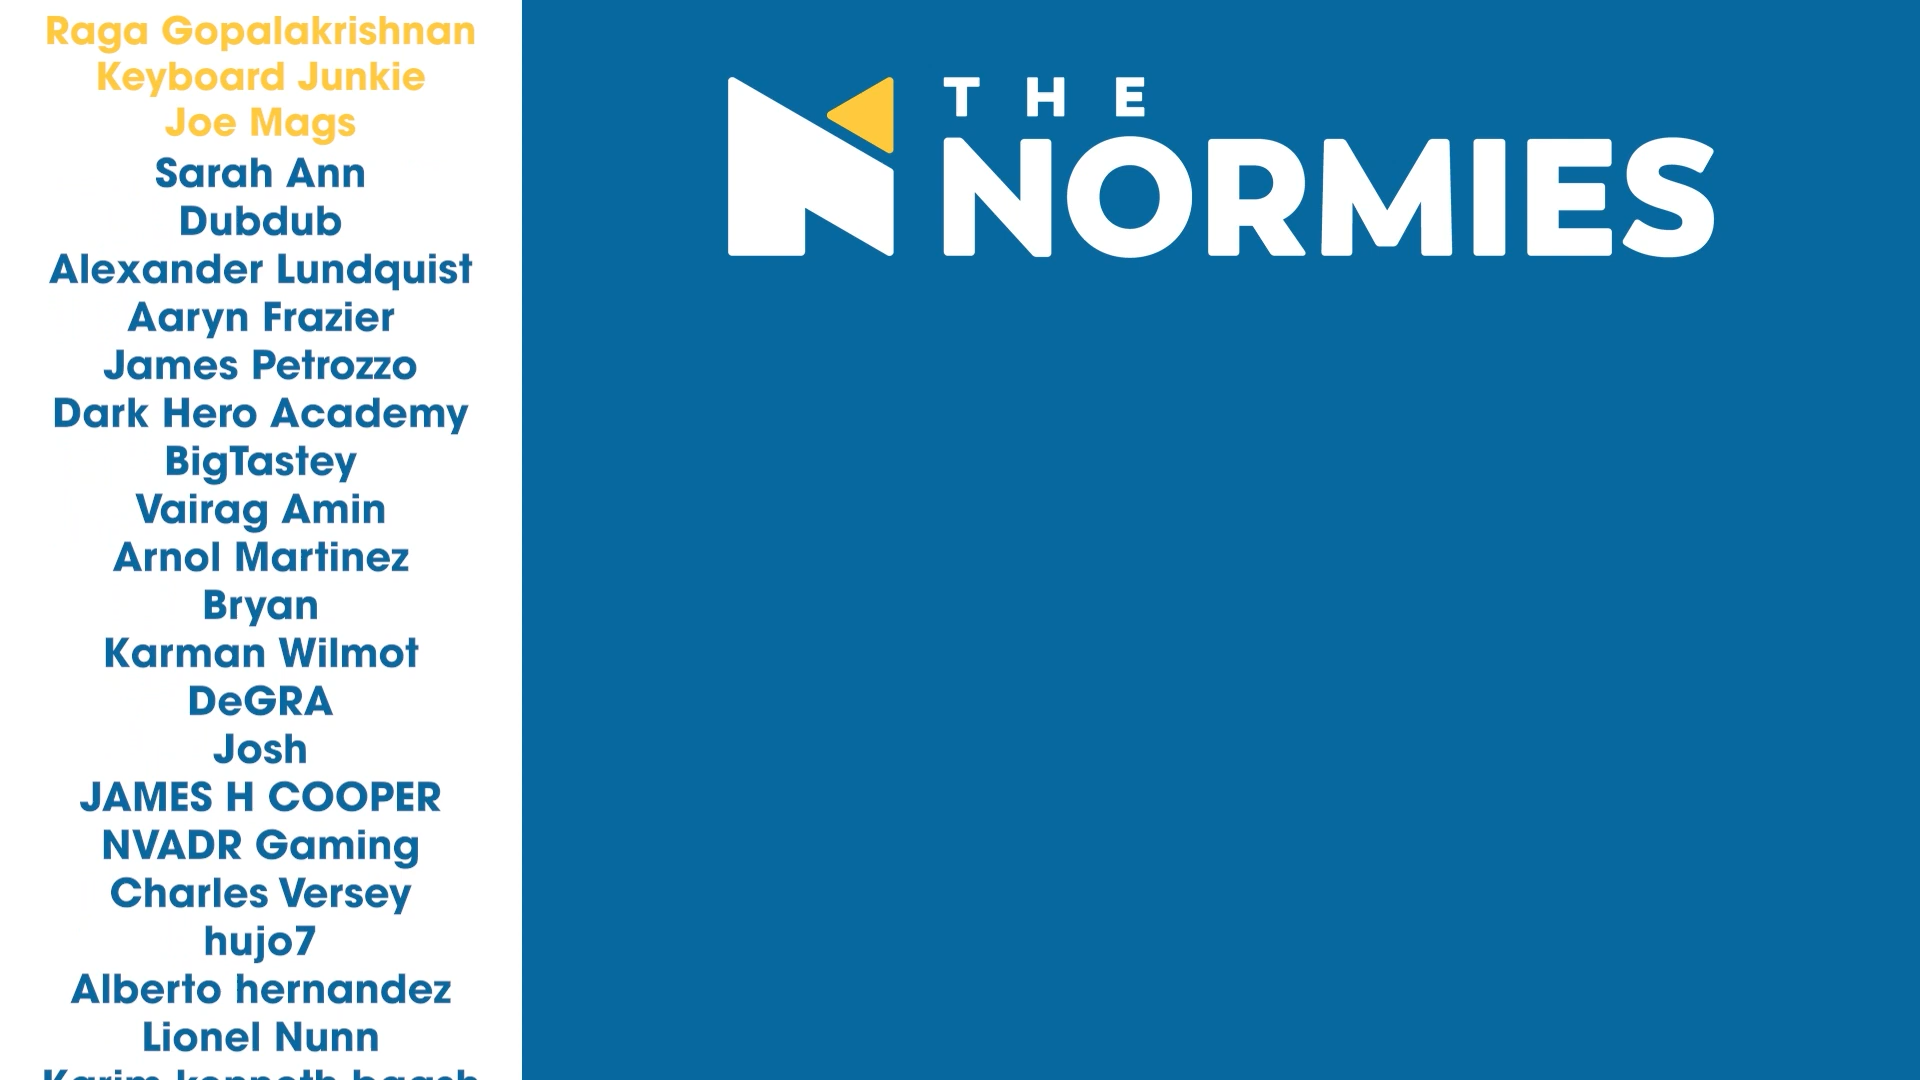 Raga Gopalakrishnan
Keyboard Junkie
Joe Mags
Sarah Ann
Dubdub
Alexander Lundquist
Aaryn Frazier
James Petrozzo
Dark Hero Academy
BigTastey
Vairag Amin
Arnol Martinez
Bryan
Karman Wilmot
DeGRA
Josh
JAMES H COOPER
NVADR Gaming
Charles Versey
hujo7
Alberto hernandez
Lionel Nunn
Karim kenneth
THE
NORMIES